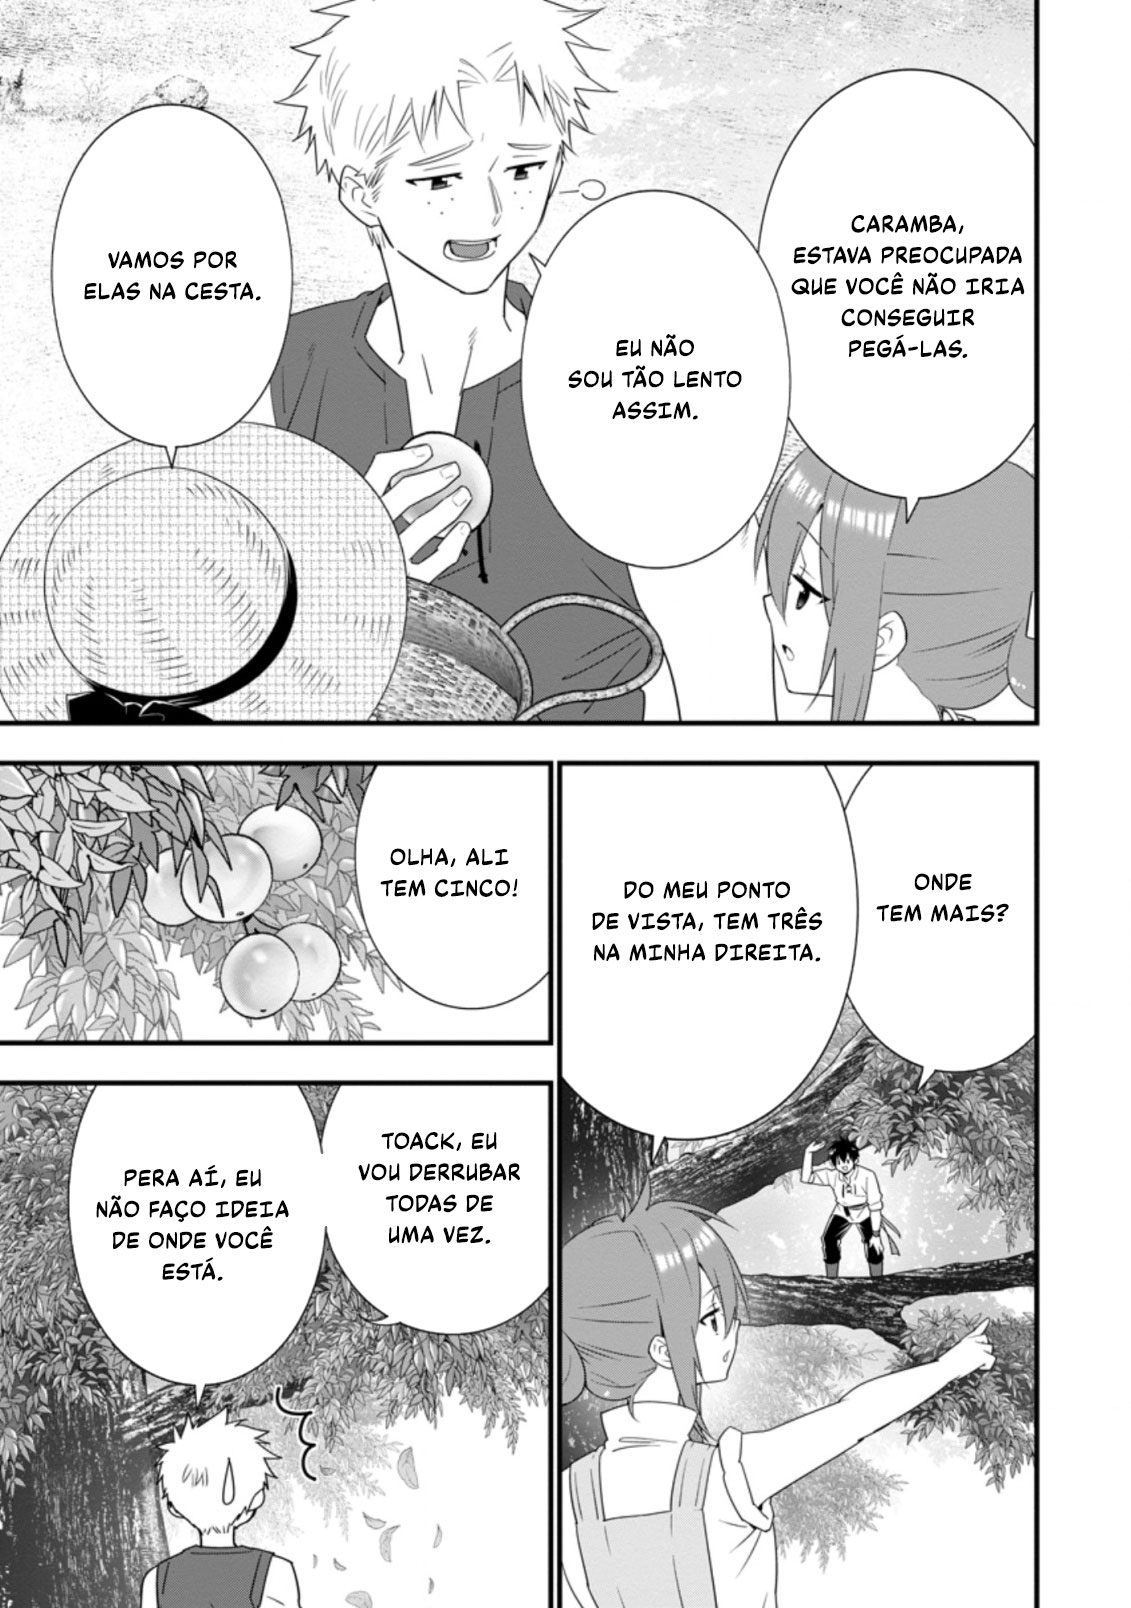 CARAMBA,
ESTAVA PREOCUPADA
QUE VOCÊ NÃO IRIA
CONSEGUIR
PEGÁ-LAS.
EU NÃO
SOU TÃO LENTO
ASSIM.
VAMOS POR
ELAS NA CESTA.
ONDE
TEM MAIS?
DO MEU PONTO
DE VISTA, TEM TRÊS
NA MINHA DIREITA.
OLHA, ALI
TEM CINCO!
TOACK, EU
VOU DERRUBAR
TODAS DE
UMA VEZ.
PERA AÍ, EU
NÃO FAÇO IDEIA
DE ONDE VOCÊ
ESTÁ.